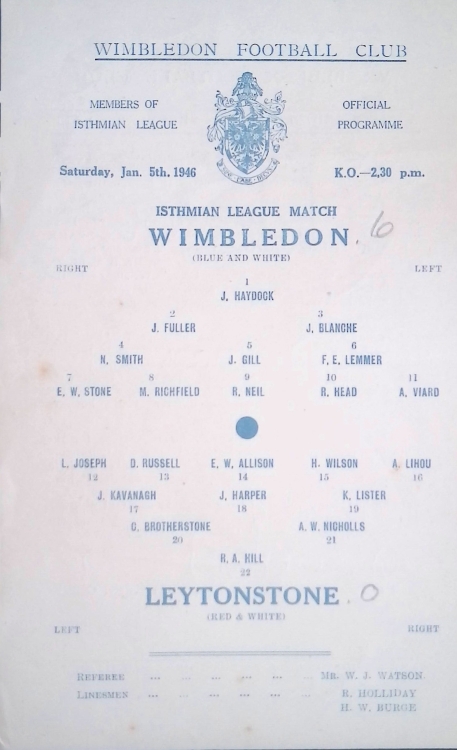 WIMBLEDON FOOTBALL CLUB
MEMBERS OF
ISTHMIAN LEAGUE
OFFICIAL
PROGRAMME
Saturday, Jan. 5th, 1946
K.O.—2,30 p.m.
ISTHMIAN LEAGUE MATCH
WIMBLEDON. 6
(BLUE AND WHITE)
RIGHT LEFT
1
J. HAYDOCK
2 3
J. FULLER J. BLANCHE
4 5 6
N. SMITH J. GILL F. E. LEMMER
7 8 9 10 11
E. W. STONE M. RICHFIELD R. NEIL R. HEAD A. VIARD
L. JOSEPH D. RUSSELL E. W. ALLISON H. WILSON A. LIHOU
12 13 14 15 16
J. KAVANAGH J. HARPER K. LISTER
17 18 19
C. BROTHERSTONE A. W. NICHOLLS
20 21
R. A. HILL
22
LEYTONSTONE. 0
(RED & WHITE)
LEFT RIGHT
REFEREE ... ... ... ... ... MR. W. J. WATSON
LINESMEN ... ... ... ... ... R. HOLLIDAY
H. W. BURGE